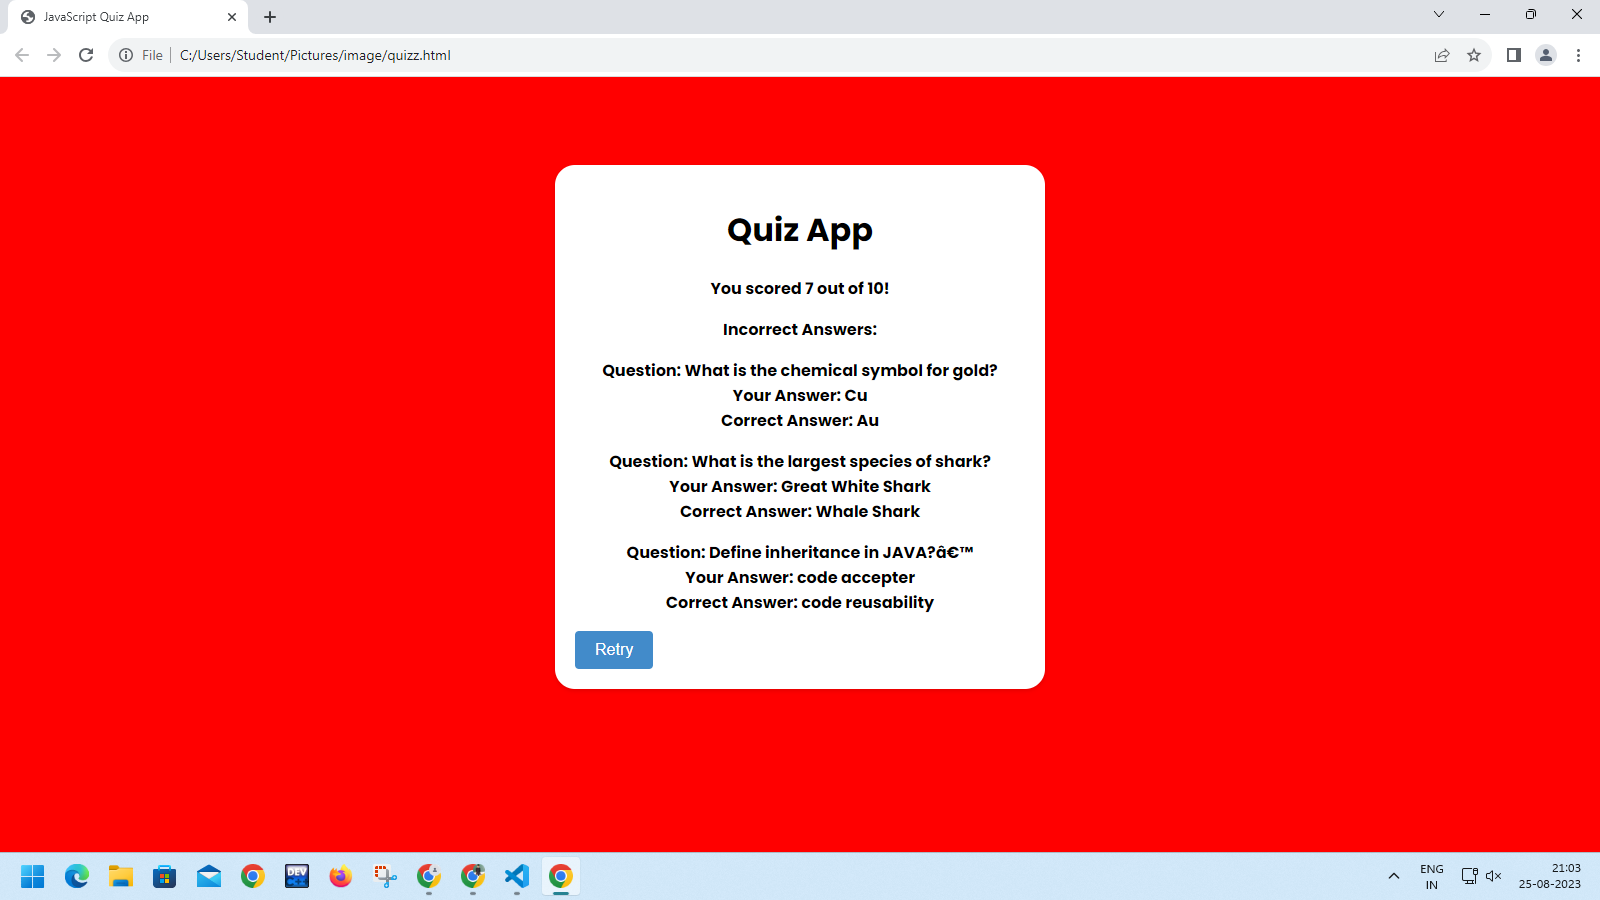 JavaScript Quiz App
File
C:/Users/Student/Pictures/image/quizz.html
Quiz App
You scored 7 out of 10!
Incorrect Answers:
Question: What is the chemical symbol for gold?
Your Answer: Cu
Correct Answer: Au
Question: What is the largest species of shark?
Your Answer: Great White Shark
Correct Answer: Whale Shark
Question: Define inheritance in JAVA?â€™
Your Answer: code accepter
Correct Answer: code reusability
Retry
DEV
C++
ENG
IN
21:03
25-08-2023